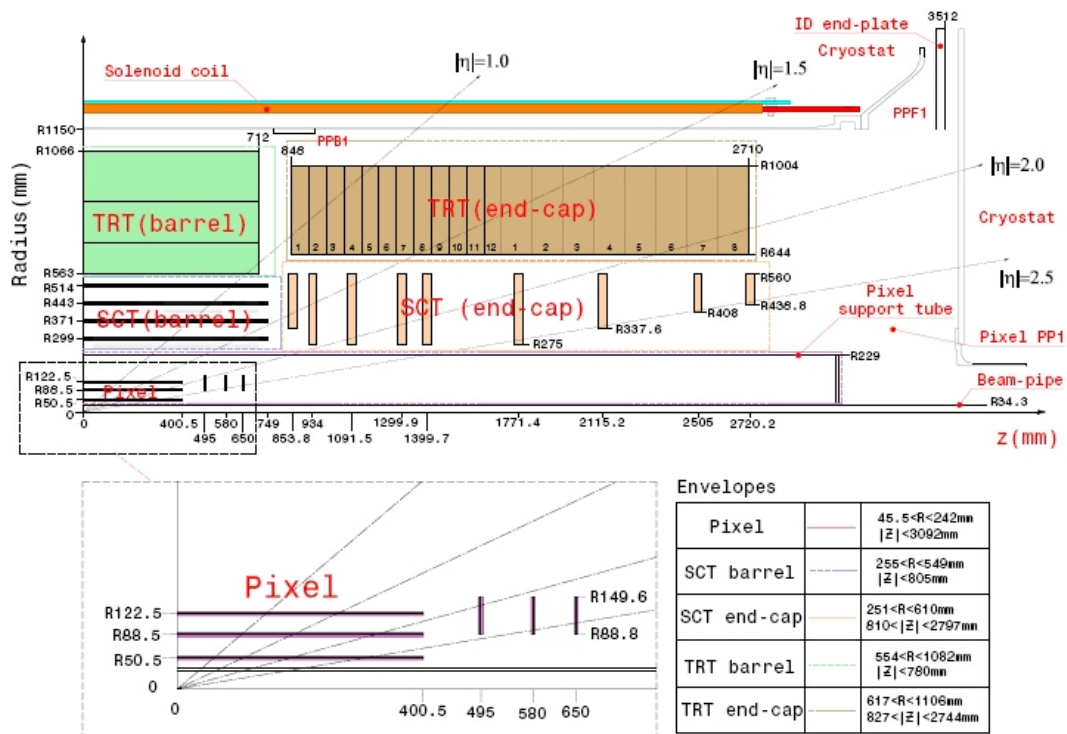 ID end-plate
3512
Cryostat
|η|=1.0
|η|=1.5
Solenoid coil
PPF1
R1150
712
PPB1
R1066
848
2710
R1004
|η|=2.0
TRT(barrel)
TRT(end-cap)
Cryostat
Radius(mm)
1 2 3 4 5 6 7 8 9 10 11 12 1 2 3 4 5 6 7 8
R644
R563
R560
R514
R443
SCT(barrel)
SCT (end-cap)
R438.8
R408
|η|=2.5
R371
R337.6
Pixel
support tube
R299
R275
Pixel PP1
R229
R122.5
R88.5
Pixel
R50.5
Beam-pipe
R34.3
0
0 400.5 580 749 934 1299.9 1771.4 2115.2 2505 2720.2
495 650 853.8 1091.5 1399.7
Z(mm)
Pixel
R122.5
R149.6
R88.5
R88.8
R50.5
0
0 400.5 495 580 650
Envelopes
Pixel 45.5<R<242mm
|Z|<3092mm
SCT barrel 255<R<549mm
|Z|<805mm
SCT end-cap 251<R<610mm
810<|Z|<2797mm
TRT barrel 554<R<1082mm
|Z|<780mm
TRT end-cap 617<R<1106mm
827<|Z|<2744mm